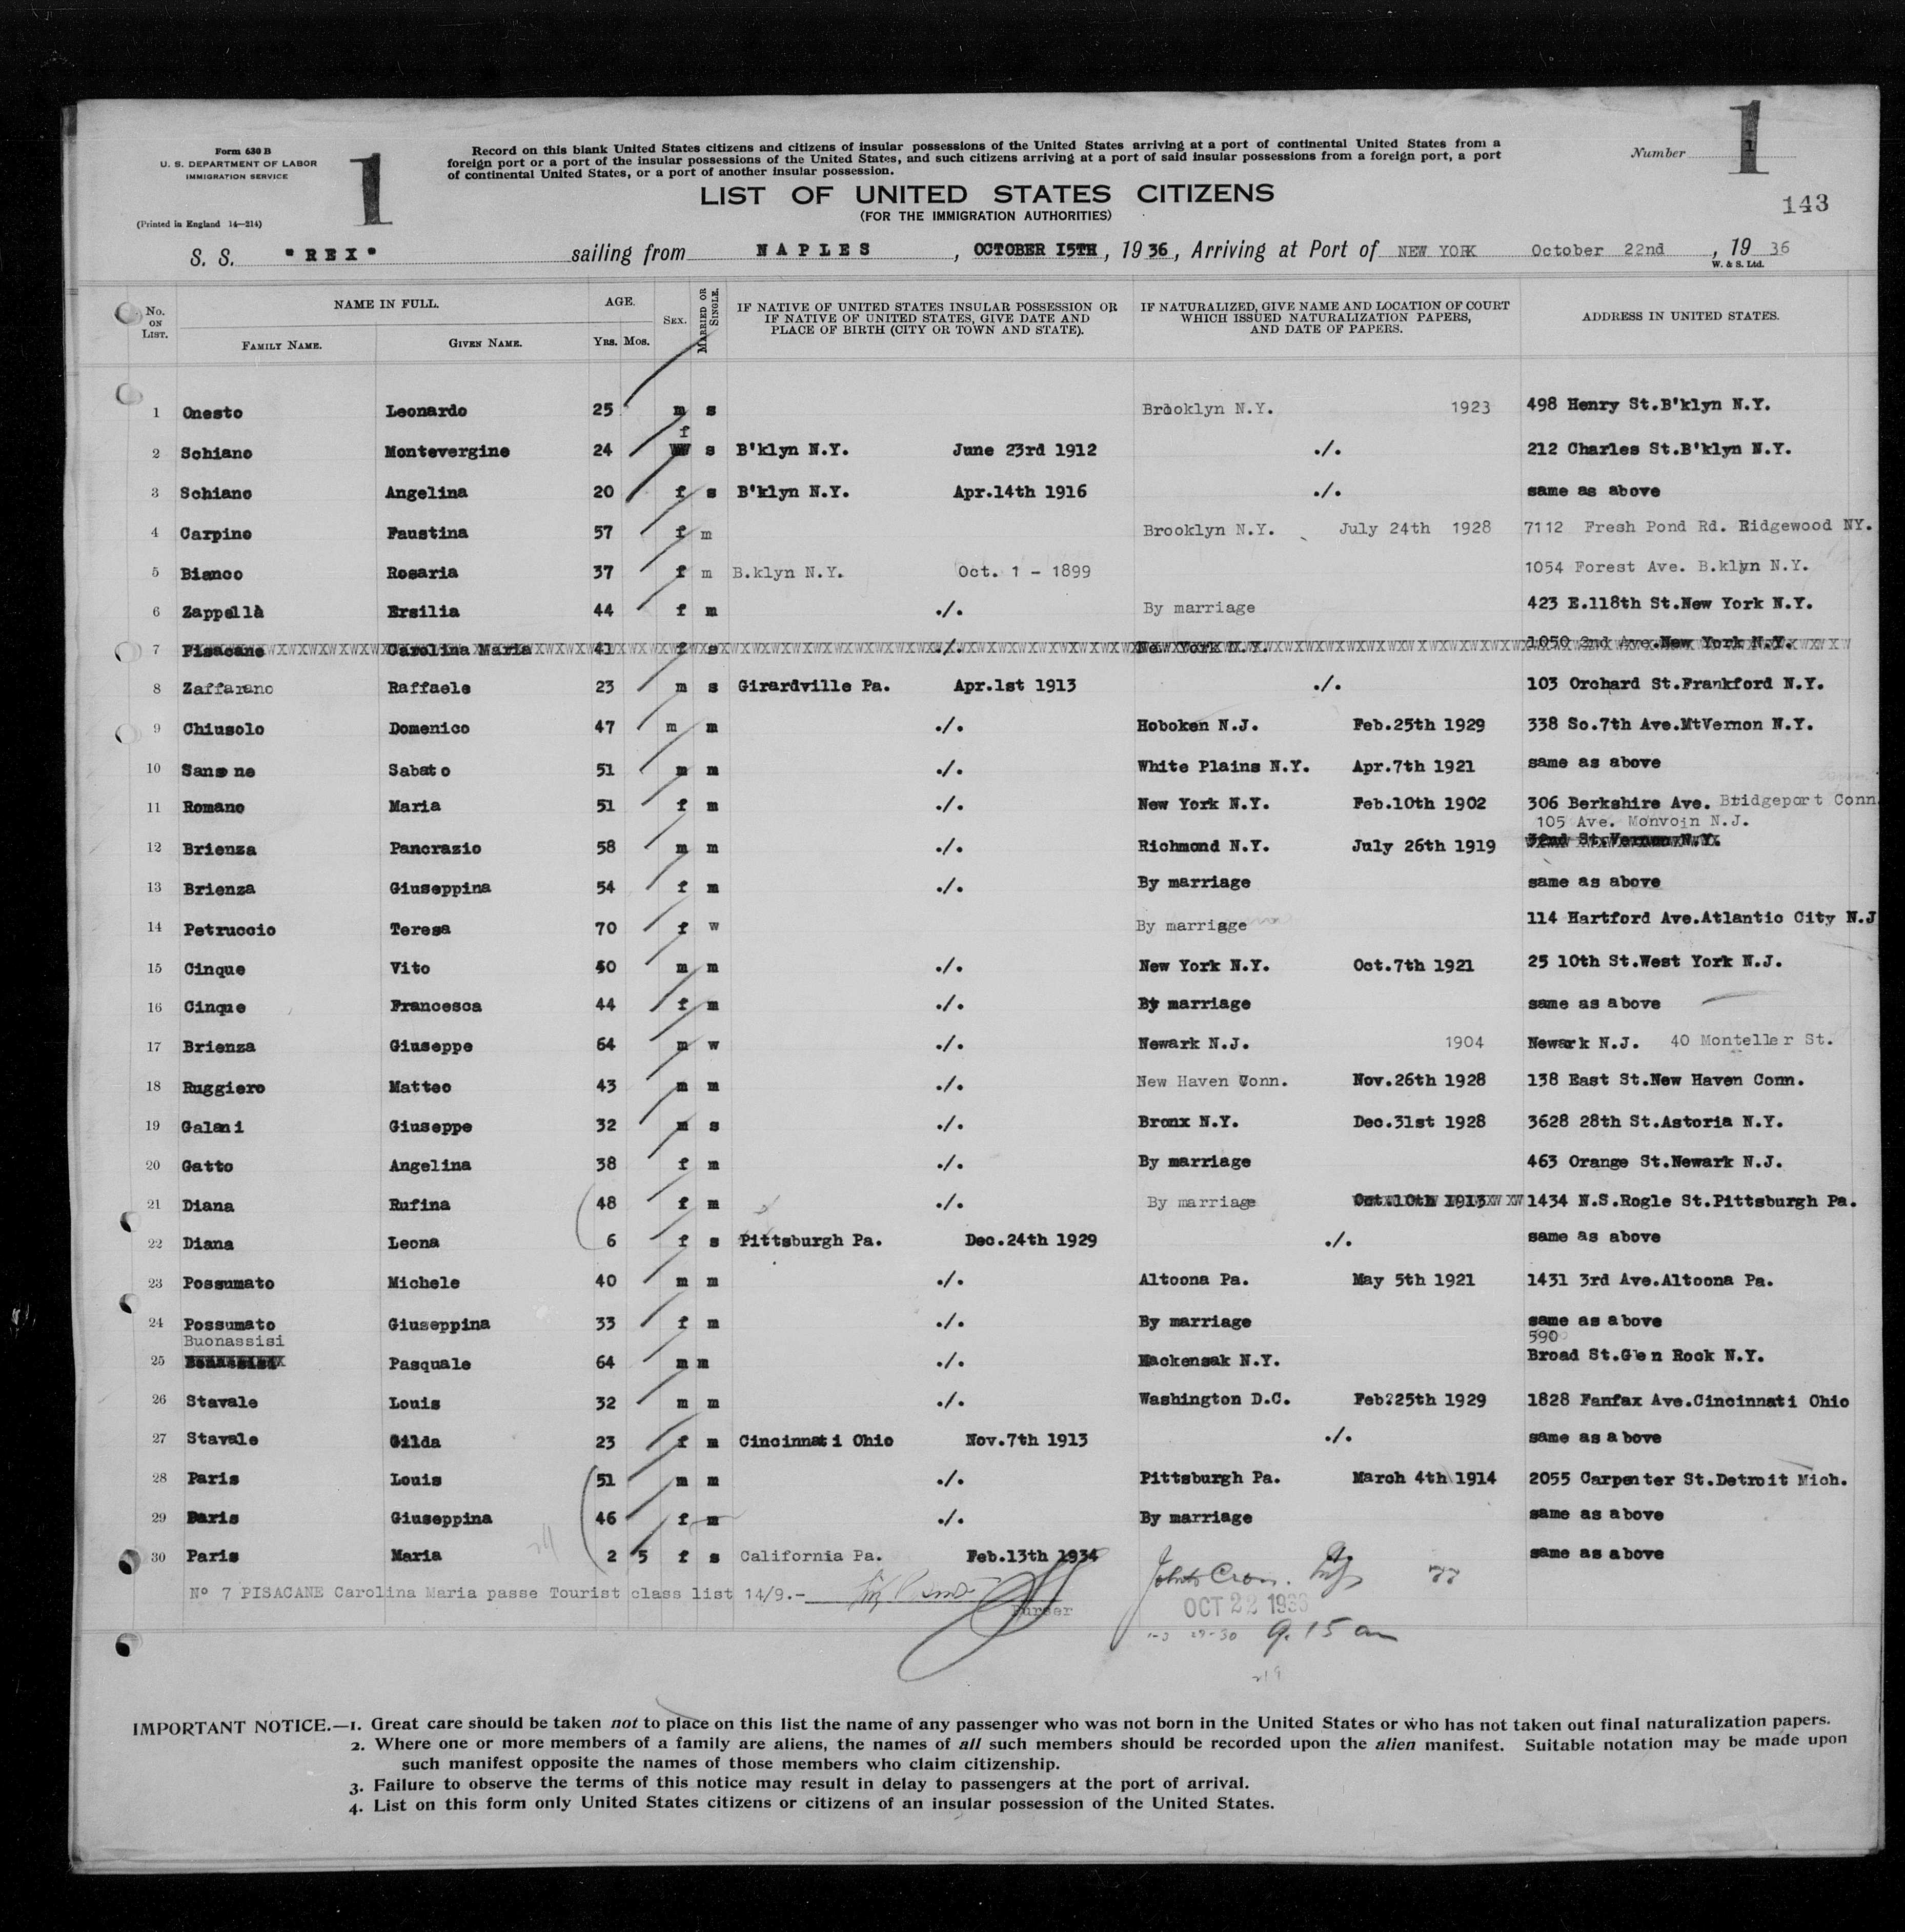 Form 630 B
U. S. DEPARTMENT OF LABOR
IMMIGRATION SERVICE
(Printed in England 14—214)
1
Record on this blank United States citizens and citizens of insular possessions of the United States arriving at a port of continental United States from a
foreign port or a port of the insular possessions of the United States, and such citizens arriving at a port of said insular possessions from a foreign port, a port
of continental United States, or a port of another insular possession.
LIST OF UNITED STATES CITIZENS
(FOR THE IMMIGRATION AUTHORITIES)
Number 1
1
143
S. S. "REX" sailing from NAPLES, OCTOBER I5TH, 1936, Arriving at Port of NEW YORK October 22nd, 1936
W. & S. Ltd.
No. ON LIST. NAME IN FULL. AGE. SEX. MARRIED OR SINGLE. IF NATIVE OF UNITED STATES INSULAR POSSESSION OR IF NATIVE OF UNITED STATES, GIVE DATE AND PLACE OF BIRTH (CITY OR TOWN AND STATE). IF NATURALIZED, GIVE NAME AND LOCATION OF COURT WHICH ISSUED NATURALIZATION PAPERS, AND DATE OF PAPERS. ADDRESS IN UNITED STATES.
FAMILY NAME. GIVEN NAME. YRS. MOS.
1 Onesto Leonardo 25 m s Brooklyn N.Y. 1923 498 Henry St.B'klyn N.Y.
2 Schiano Montevergine 24 f s B'klyn N.Y. June 23rd 1912 ./. 212 Charles St.B'klyn N.Y.
3 Schiano Angelina 20 f s B'klyn N.Y. Apr.14th 1916 ./. same as above
4 Carpino Faustina 57 f m Brooklyn N.Y. July 24th 1928 7112 Fresh Pond Rd. Ridgewood NY.
5 Bianco Rosaria 37 f m B.klyn N.Y. Oct. 1 - 1899 1054 Forest Ave. B.klyn N.Y.
6 Zappellà Ersilia 44 f m ./. By marriage 423 E.118th St.New York N.Y.
7 Pisacane Carolina Maria 41 f s ./. New York N.Y. 1050 2nd Ave.New York N.Y.
8 Zaffarano Raffaele 23 m s Girardville Pa. Apr.1st 1913 ./. 103 Orchard St.Frankford N.Y.
9 Chiusolo Domenico 47 m m ./. Hoboken N.J. Feb.25th 1929 338 So.7th Ave.MtVernon N.Y.
10 Sansone Sabato 51 m m ./. White Plains N.Y. Apr.7th 1921 same as above
11 Romano Maria 51 f m ./. New York N.Y. Feb.10th 1902 306 Berkshire Ave. Bridgeport Conn.
105 Ave. Monvoin N.J.
12 Brienza Pancrazio 58 m m ./. Richmond N.Y. July 26th 1919 32nd St.Vernon N.Y.
13 Brienza Giuseppina 54 f m ./. By marriage same as above
14 Petruccio Teresa 70 f w By marriage 114 Hartford Ave.Atlantic City N.J
15 Cinque Vito 50 m m ./. New York N.Y. Oct.7th 1921 25 10th St.West York N.J.
16 Cinque Francesca 44 f m ./. By marriage same as above
17 Brienza Giuseppe 64 m w ./. Newark N.J. 1904 Newark N.J. 40 Monteller St.
18 Ruggiero Matteo 43 m m ./. New Haven Conn. Nov.26th 1928 138 East St.New Haven Conn.
19 Galani Giuseppe 32 m s ./. Bronx N.Y. Dec.31st 1928 3628 28th St.Astoria N.Y.
20 Gatto Angelina 38 f m ./. By marriage 463 Orange St.Newark N.J.
21 Diana Rufina 48 f m ./. By marriage Oct.10th 1913 1434 N.S.Rogle St.Pittsburgh Pa.
22 Diana Leona 6 f s Pittsburgh Pa. Dec.24th 1929 ./. same as above
23 Possumato Michele 40 m m ./. Altoona Pa. May 5th 1921 1431 3rd Ave.Altoona Pa.
24 Possumato Giuseppina 33 f m ./. By marriage same as above
Buonassisi 590
25 Bonassisi Pasquale 64 m m ./. Hackensak N.Y. Broad St.Glen Rock N.Y.
26 Stavale Louis 32 m m ./. Washington D.C. Feb.25th 1929 1828 Fanfax Ave.Cincinnati Ohio
27 Stavale Gilda 23 f m Cincinnati Ohio Nov.7th 1913 ./. same as above
28 Paris Louis 51 m m ./. Pittsburgh Pa. March 4th 1914 2055 Carpenter St.Detroit Mich.
29 Paris Giuseppina 46 f m ./. By marriage same as above
30 Paris Maria 2 5 f s California Pa. Feb.13th 1934 same as above
Nº 7 PISACANE Carolina Maria passe Tourist class list 14/9.-
Purser
OCT 22 1936
9.15 am
IMPORTANT NOTICE.—1. Great care should be taken not to place on this list the name of any passenger who was not born in the United States or who has not taken out final naturalization papers.
2. Where one or more members of a family are aliens, the names of all such members should be recorded upon the alien manifest. Suitable notation may be made upon
such manifest opposite the names of those members who claim citizenship.
3. Failure to observe the terms of this notice may result in delay to passengers at the port of arrival.
4. List on this form only United States citizens or citizens of an insular possession of the United States.